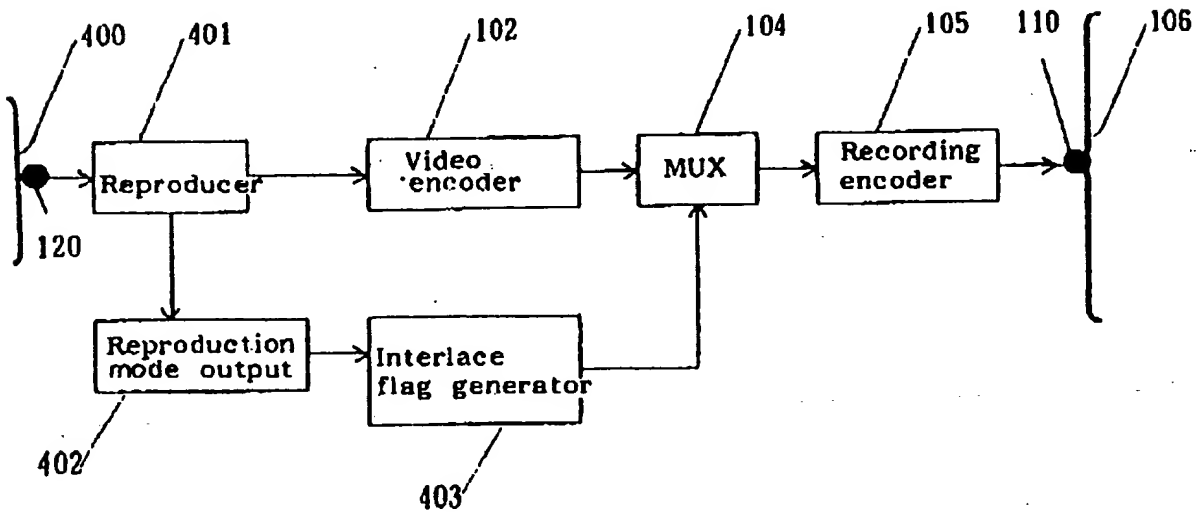 400
401
102
104
105
110
106
Reproducer
Video
encoder
MUX
Recording
encoder
120
Reproduction
mode output
Interlace
flag generator
402
403